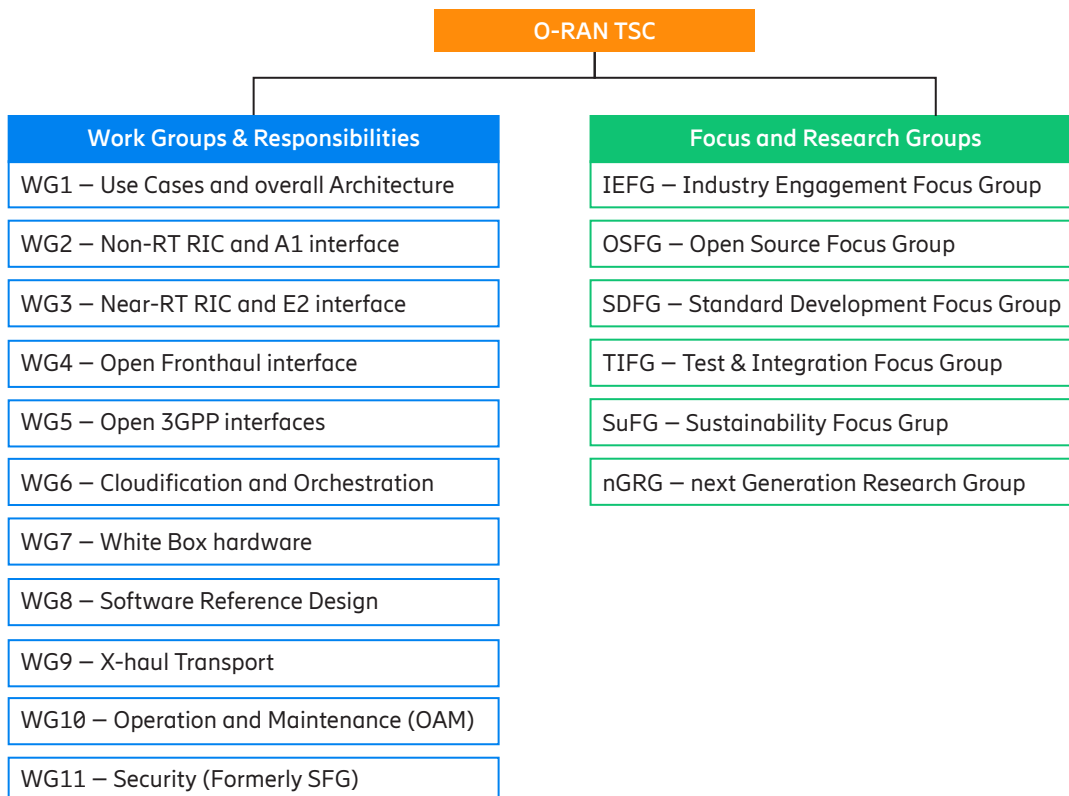 O-RAN TSC
Work Groups & Responsibilities
WG1 – Use Cases and overall Architecture
WG2 – Non-RT RIC and A1 interface
WG3 – Near-RT RIC and E2 interface
WG4 – Open Fronthaul interface
WG5 – Open 3GPP interfaces
WG6 – Cloudification and Orchestration
WG7 – White Box hardware
WG8 – Software Reference Design
WG9 – X-haul Transport
WG10 – Operation and Maintenance (OAM)
WG11 – Security (Formerly SFG)
Focus and Research Groups
IEFG – Industry Engagement Focus Group
OSFG – Open Source Focus Group
SDFG – Standard Development Focus Group
TIFG – Test & Integration Focus Group
SuFG – Sustainability Focus Grup
nGRG – next Generation Research Group